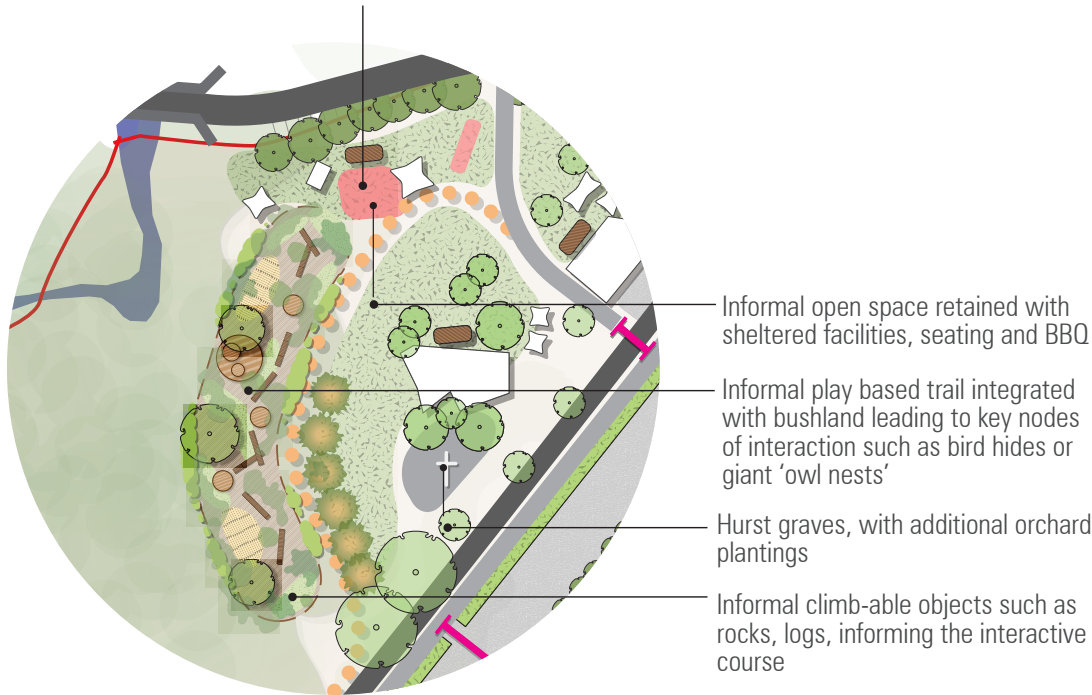 Informal open space retained with
sheltered facilities, seating and BBQ
Informal play based trail integrated
with bushland leading to key nodes
of interaction such as bird hides or
giant ‘owl nests’
Hurst graves, with additional orchard
plantings
Informal climb-able objects such as
rocks, logs, informing the interactive
course